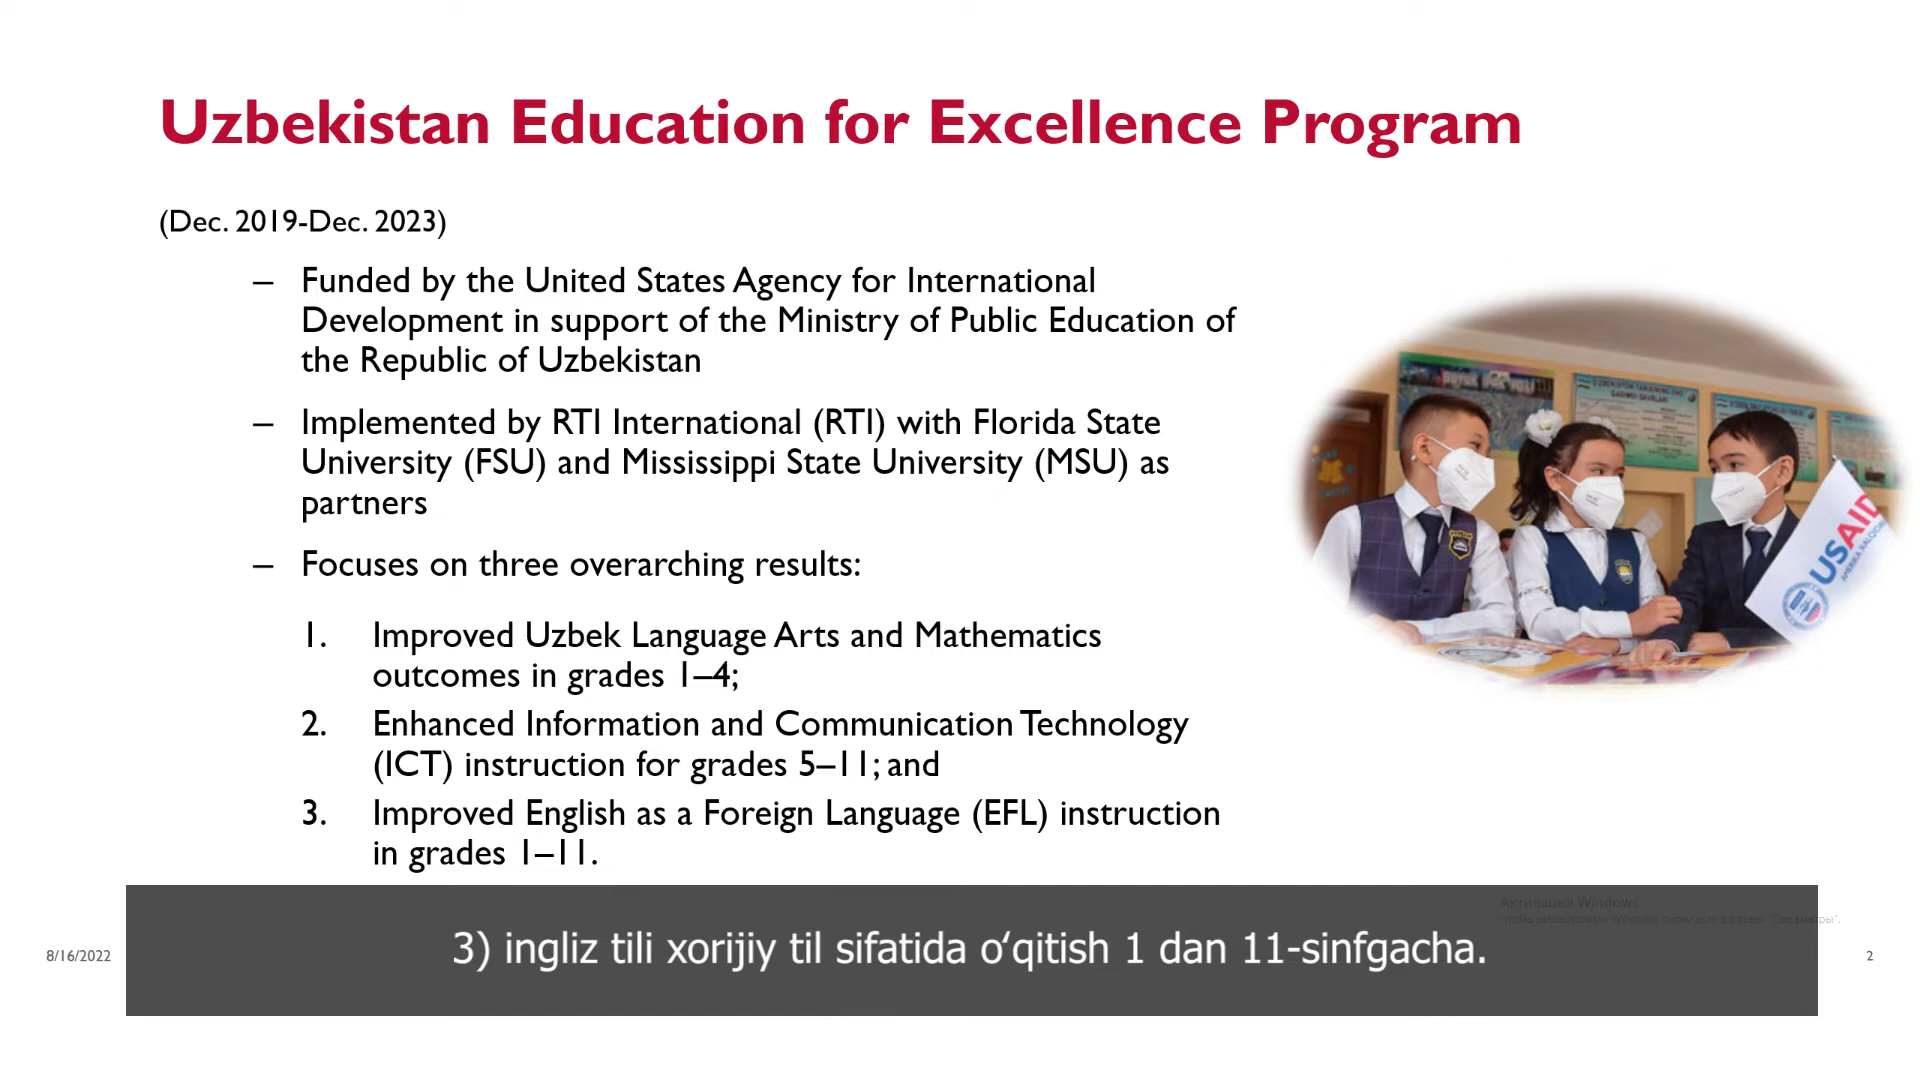 Uzbekistan Education for Excellence Program
(Dec. 2019-Dec. 2023)
– Funded by the United States Agency for International
Development in support of the Ministry of Public Education of
the Republic of Uzbekistan
– Implemented by RTI International (RTI) with Florida State
University (FSU) and Mississippi State University (MSU) as
partners
– Focuses on three overarching results:
1. Improved Uzbek Language Arts and Mathematics
outcomes in grades 1–4;
2. Enhanced Information and Communication Technology
(ICT) instruction for grades 5–11; and
3. Improved English as a Foreign Language (EFL) instruction
in grades 1–11.
USAID
Активация Windows
3) ingliz tili xorijiy til sifatida oʻqitish 1 dan 11-sinfgacha.
8/16/2022
2